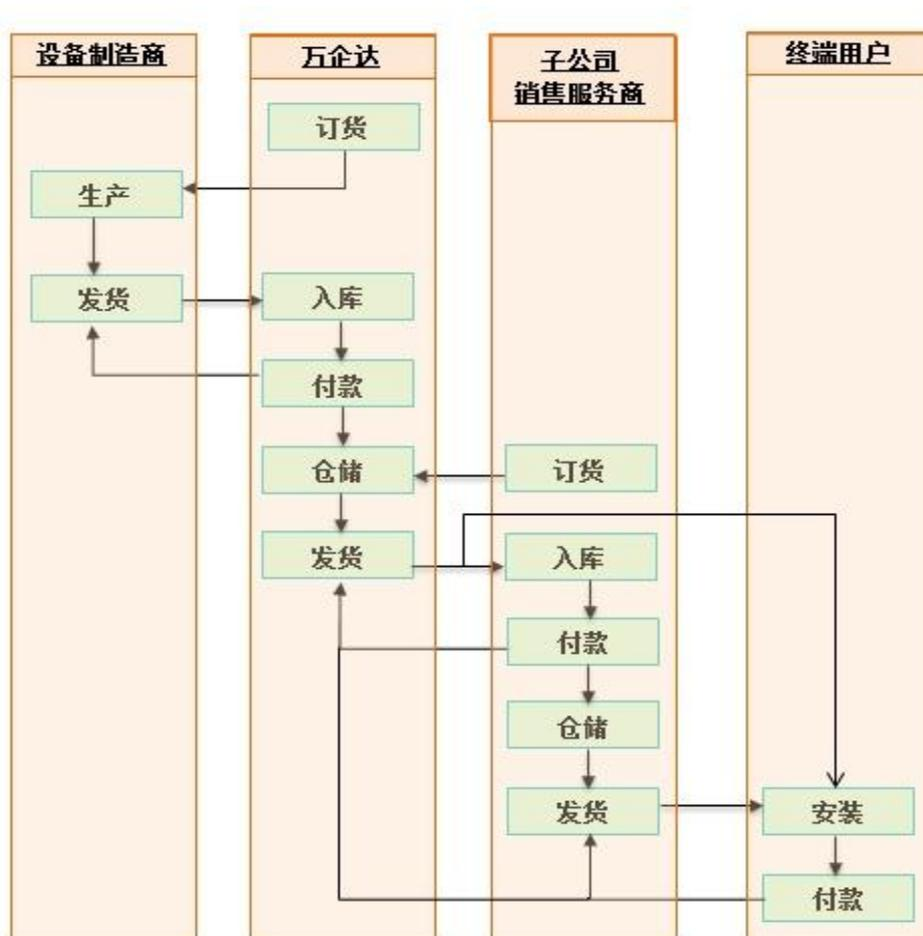 设备制造商
万企达
子公司
销售服务商
终端用户
订货
生产
发货
入库
付款
仓储
订货
发货
入库
付款
仓储
发货
安装
付款